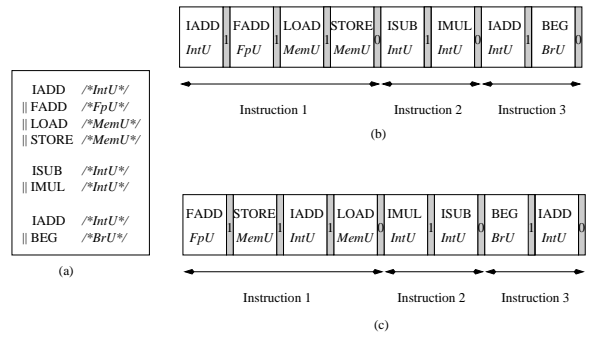 IADD /*IntU*/
|| FADD /*FpU*/
|| LOAD /*MemU*/
|| STORE /*MemU*/
ISUB /*IntU*/
|| IMUL /*IntU*/
IADD /*IntU*/
|| BEG /*BrU*/
(a)
IADD 1 FADD 1 LOAD 1 STORE 0 ISUB 1 IMUL 0 IADD 1 BEG 0
IntU FpU MemU MemU IntU IntU IntU BrU
Instruction 1 Instruction 2 Instruction 3
(b)
FADD 1 STORE 1 IADD 1 LOAD 0 IMUL 1 ISUB 0 BEG 1 IADD 0
FpU MemU IntU MemU IntU IntU BrU IntU
Instruction 1 Instruction 2 Instruction 3
(c)